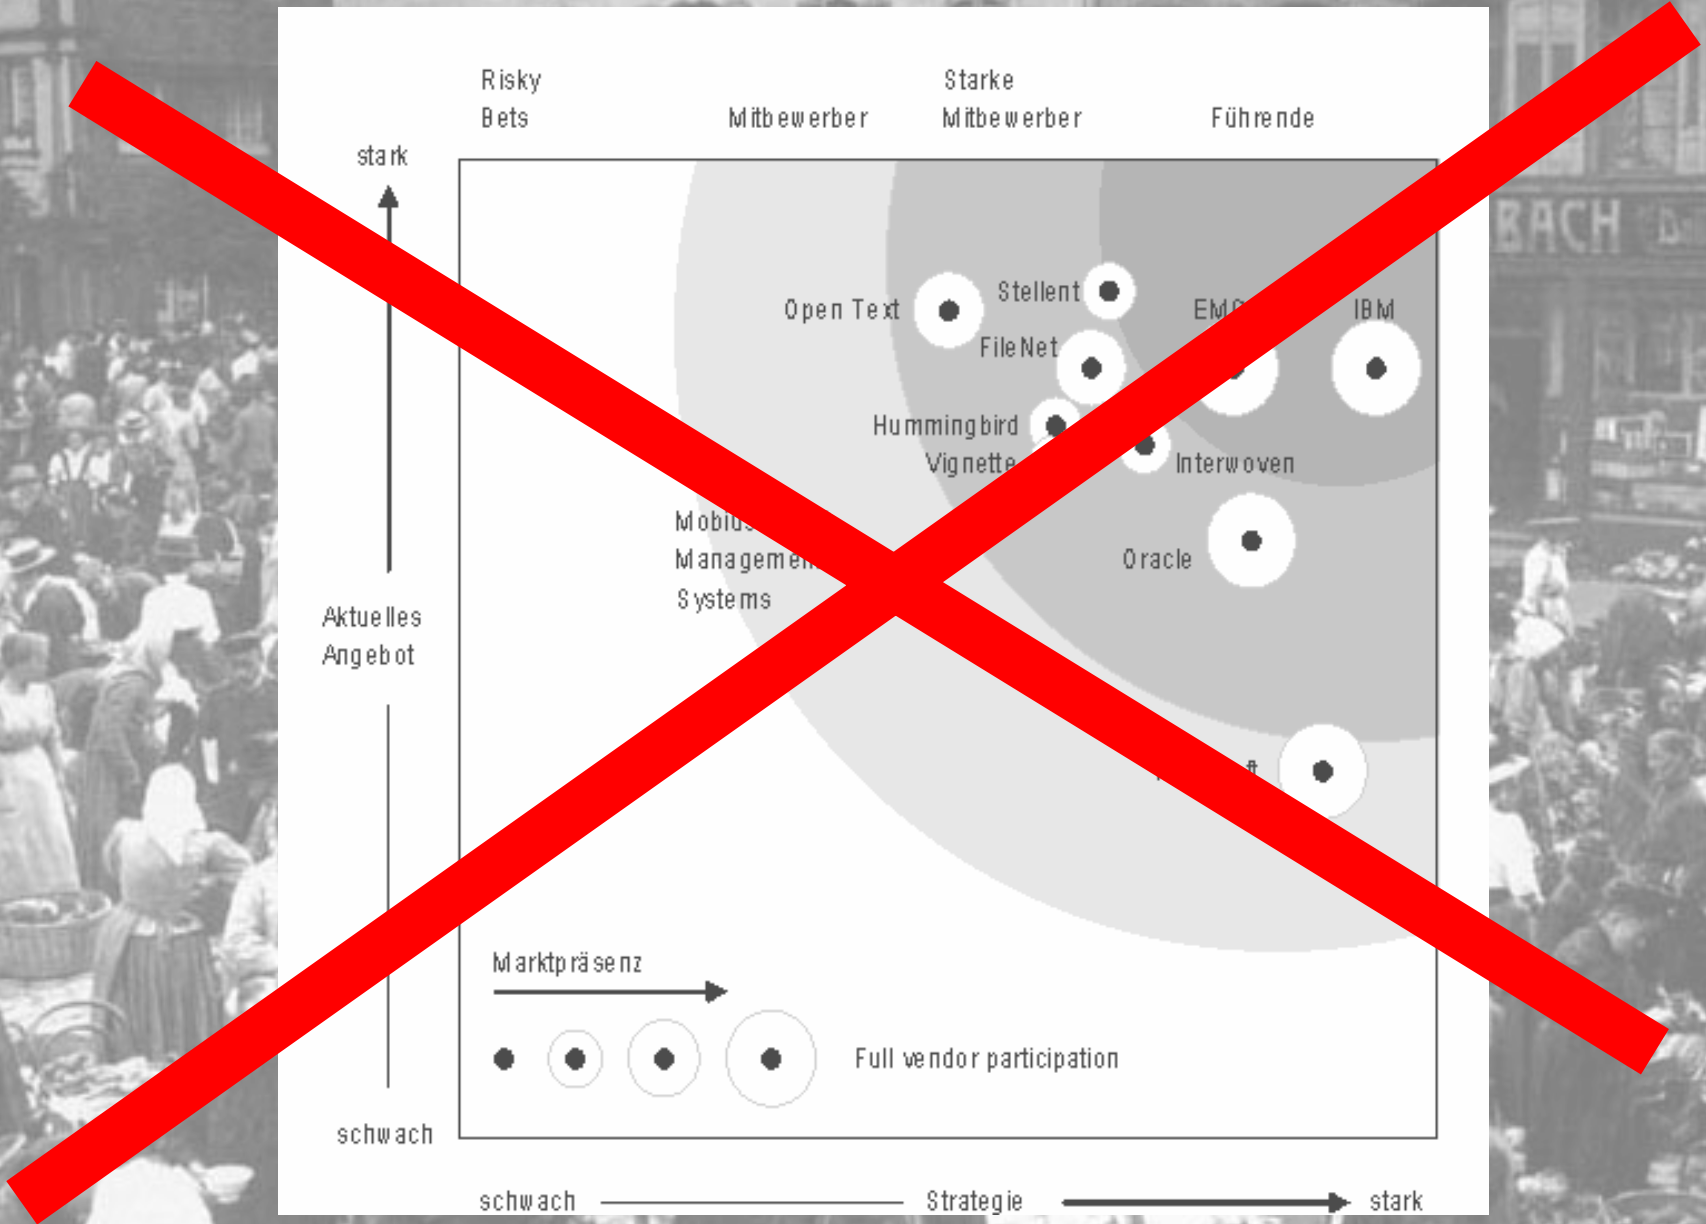 Risky
Bets
Mitbewerber
Starke
Mitbewerber
Führende
stark
Open Text
Stellent
FileNet
IBM
Hummingbird
Vignette
Interwoven
Oracle
Systems
Aktuelles
Angebot
Marktpräsenz
Full vendor participation
schwach
schwach
Strategie
stark
BACH